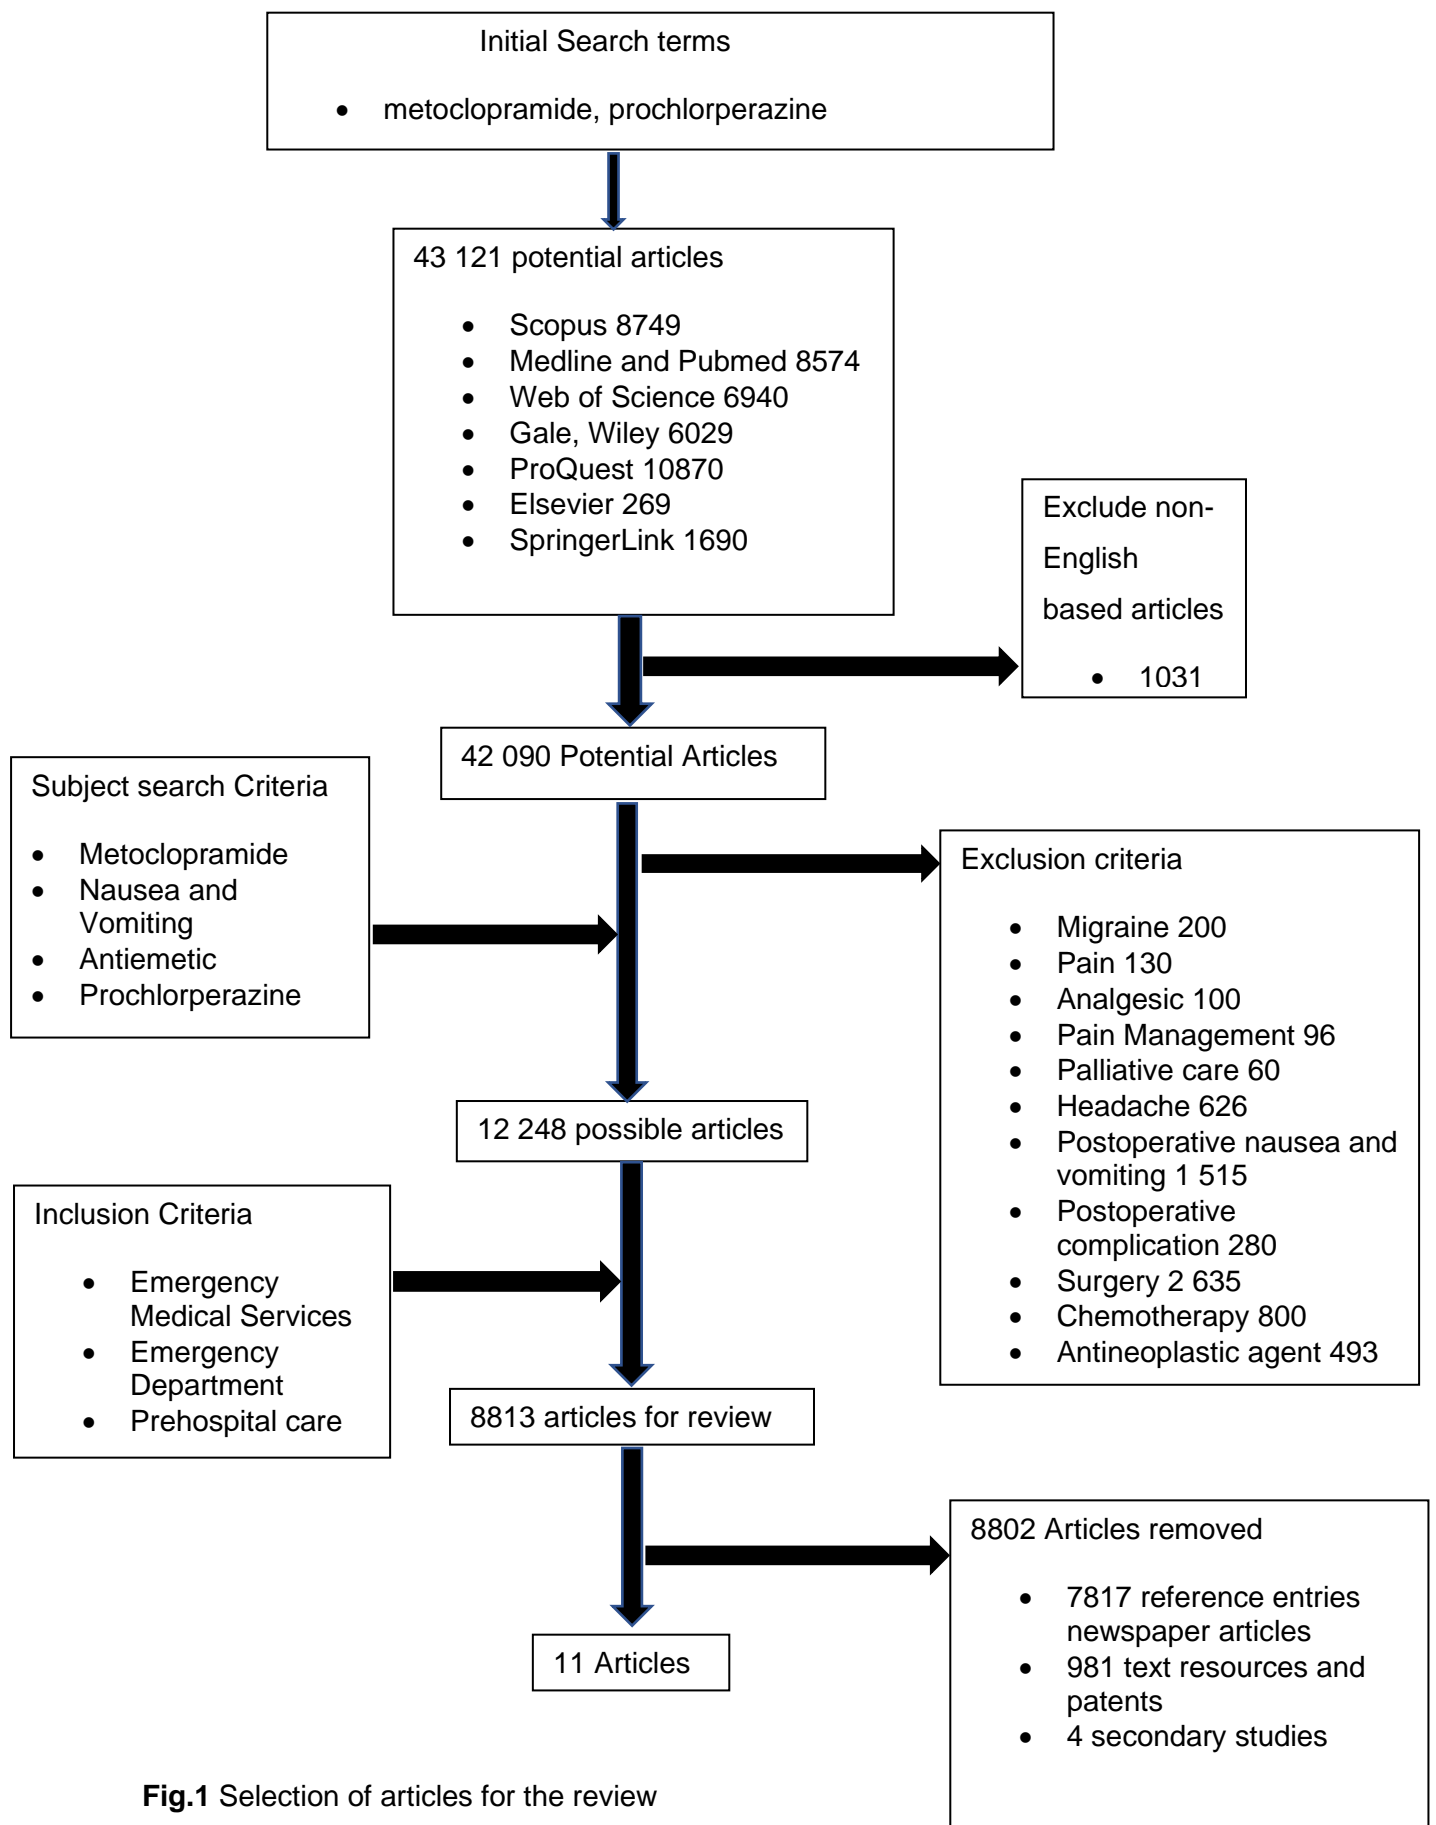 Initial Search terms
• metoclopramide, prochlorperazine
43 121 potential articles
• Scopus 8749
• Medline and Pubmed 8574
• Web of Science 6940
• Gale, Wiley 6029
• ProQuest 10870
• Elsevier 269
• SpringerLink 1690
Exclude non-
English
based articles
• 1031
42 090 Potential Articles
Subject search Criteria
• Metoclopramide
• Nausea and
Vomiting
• Antiemetic
• Prochlorperazine
Exclusion criteria
• Migraine 200
• Pain 130
• Analgesic 100
• Pain Management 96
• Palliative care 60
• Headache 626
• Postoperative nausea and
vomiting 1 515
• Postoperative
complication 280
• Surgery 2 635
• Chemotherapy 800
• Antineoplastic agent 493
12 248 possible articles
Inclusion Criteria
• Emergency
Medical Services
• Emergency
Department
• Prehospital care
8813 articles for review
8802 Articles removed
• 7817 reference entries
newspaper articles
• 981 text resources and
patents
• 4 secondary studies
11 Articles
Fig.1 Selection of articles for the review